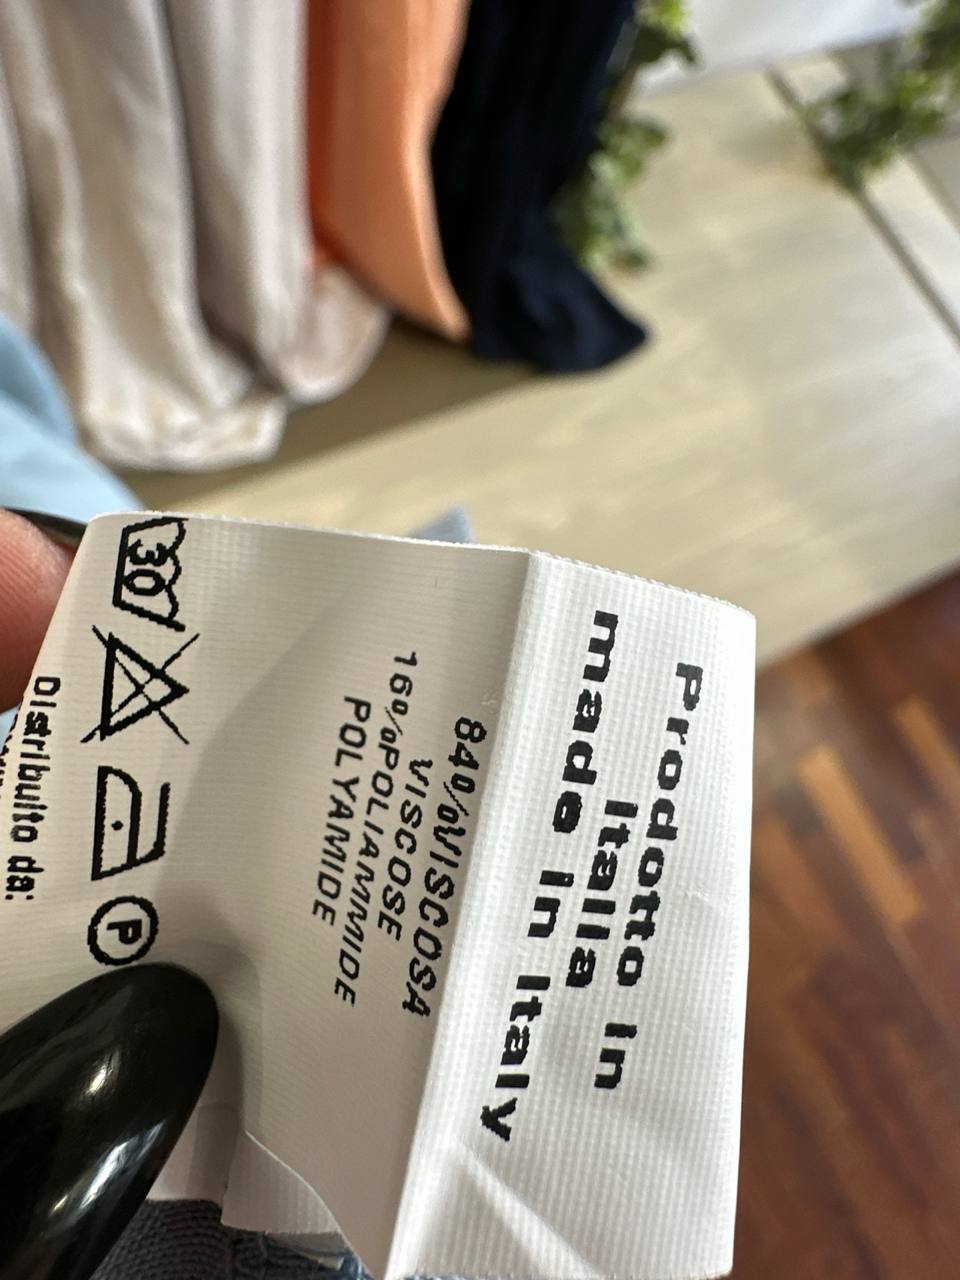 Prodotto in
Italia
made in Italy
84%VISCOSA
VISCOSE
16%POLIAMMIDE
POLYAMIDE
30
P
Distribuito da: